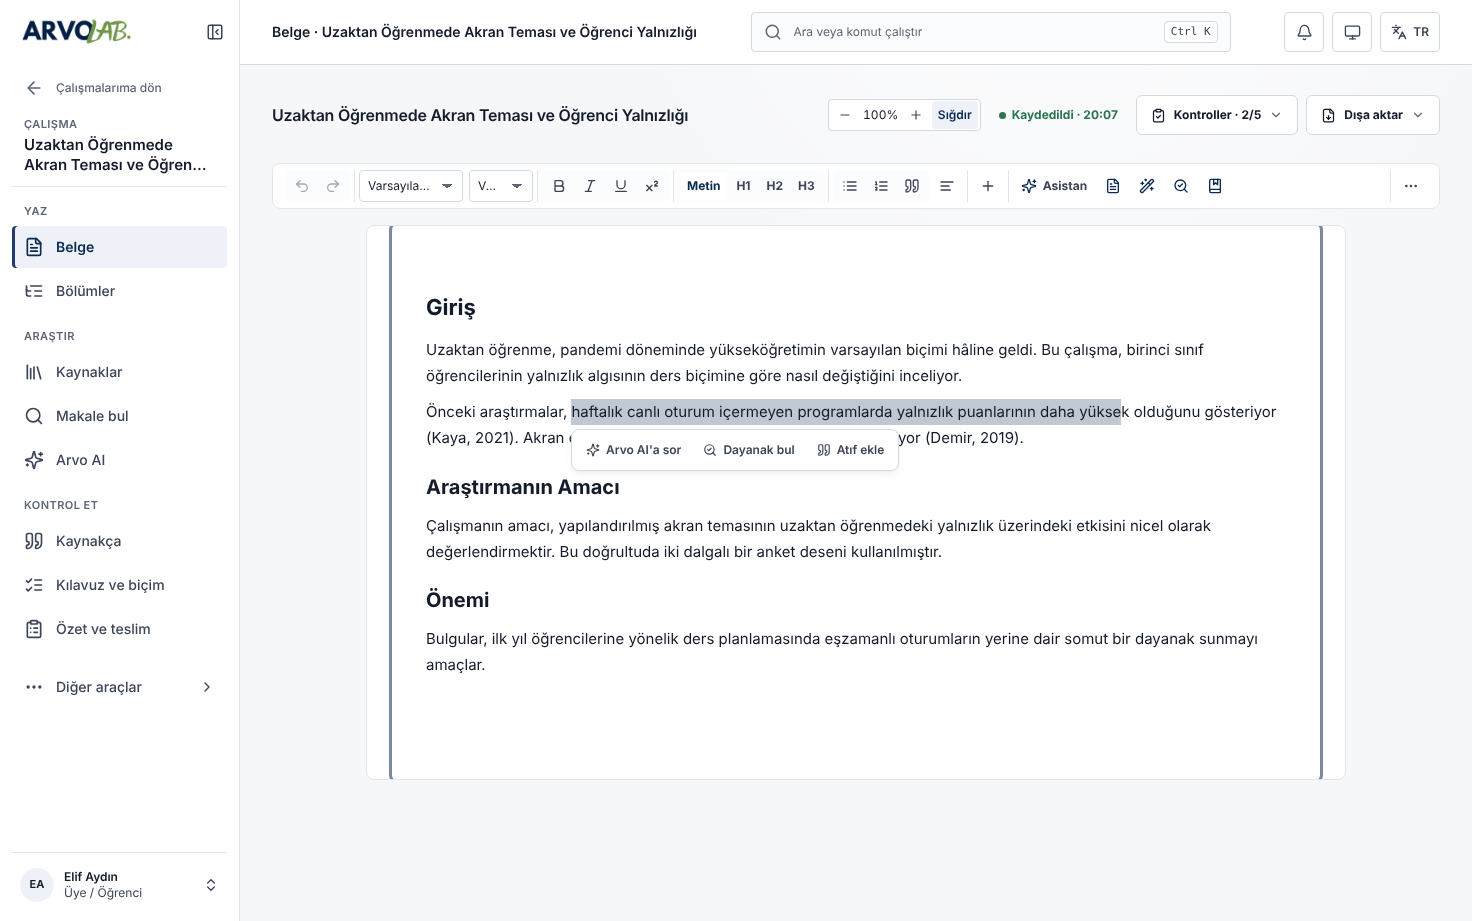 ARVOLAB.
Çalışmalarıma dön
ÇALIŞMA
Uzaktan Öğrenmede
Akran Teması ve Öğren...
YAZ
Belge
Bölümler
ARAŞTIR
Kaynaklar
Makale bul
Arvo AI
KONTROL ET
Kaynakça
Kılavuz ve biçim
Özet ve teslim
Diğer araçlar
EA
Elif Aydın
Üye / Öğrenci
Belge · Uzaktan Öğrenmede Akran Teması ve Öğrenci Yalnızlığı
Ara veya komut çalıştır
Ctrl K
TR
Uzaktan Öğrenmede Akran Teması ve Öğrenci Yalnızlığı
100%
Sığdır
Kaydedildi · 20:07
Kontroller · 2/5
Dışa aktar
Varsayıla...
V...
B I U x²
Metin H1 H2 H3
Asistan
Giriş
Uzaktan öğrenme, pandemi döneminde yükseköğretimin varsayılan biçimi hâline geldi. Bu çalışma, birinci sınıf
öğrencilerinin yalnızlık algısının ders biçimine göre nasıl değiştiğini inceliyor.
Önceki araştırmalar, haftalık canlı oturum içermeyen programlarda yalnızlık puanlarının daha yüksek olduğunu gösteriyor
(Kaya, 2021). Akran yor (Demir, 2019).
Arvo AI'a sor
Dayanak bul
Atıf ekle
Araştırmanın Amacı
Çalışmanın amacı, yapılandırılmış akran temasının uzaktan öğrenmedeki yalnızlık üzerindeki etkisini nicel olarak
değerlendirmektir. Bu doğrultuda iki dalgalı bir anket deseni kullanılmıştır.
Önemi
Bulgular, ilk yıl öğrencilerine yönelik ders planlamasında eşzamanlı oturumların yerine dair somut bir dayanak sunmayı
amaçlar.